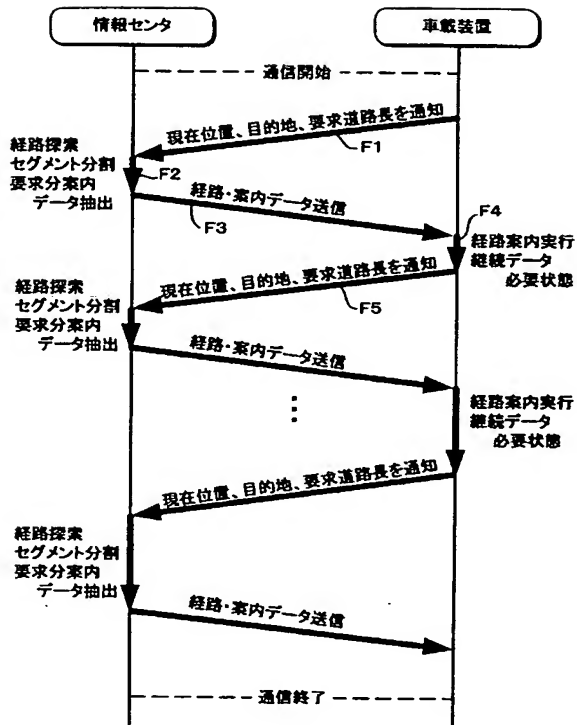 情報センタ
車載装置
通信開始
現在位置、目的地、要求道路長を通知
F1
経路探索
セグメント分割
要求分案内
データ抽出
F2
経路・案内データ送信
F3
F4
経路案内実行
継続データ
必要状態
現在位置、目的地、要求道路長を通知
F5
経路探索
セグメント分割
要求分案内
データ抽出
経路・案内データ送信
経路案内実行
継続データ
必要状態
現在位置、目的地、要求道路長を通知
経路探索
セグメント分割
要求分案内
データ抽出
経路・案内データ送信
通信終了